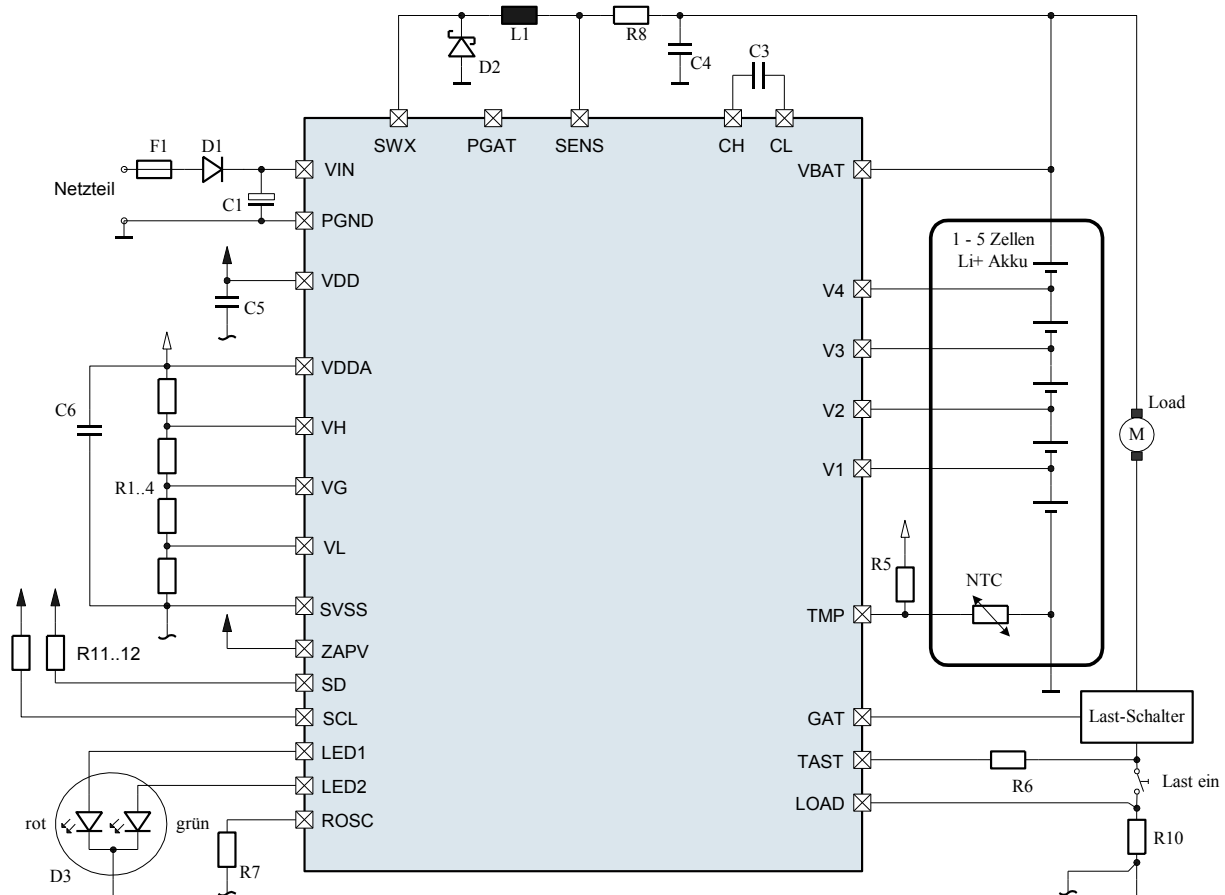 L1
R8
D2
C4
C3
SWX
PGAT
SENS
CH
CL
F1
D1
VIN
VBAT
Netzteil
C1
PGND
1 - 5 Zellen
Li+ Akku
VDD
V4
C5
V3
VDDA
C6
V2
Load
VH
M
V1
R1..4
VG
VL
R5
NTC
SVSS
TMP
ZAPV
R11..12
SD
SCL
GAT
Last-Schalter
LED1
TAST
R6
Last ein
LED2
LOAD
rot
grün
ROSC
R10
D3
R7